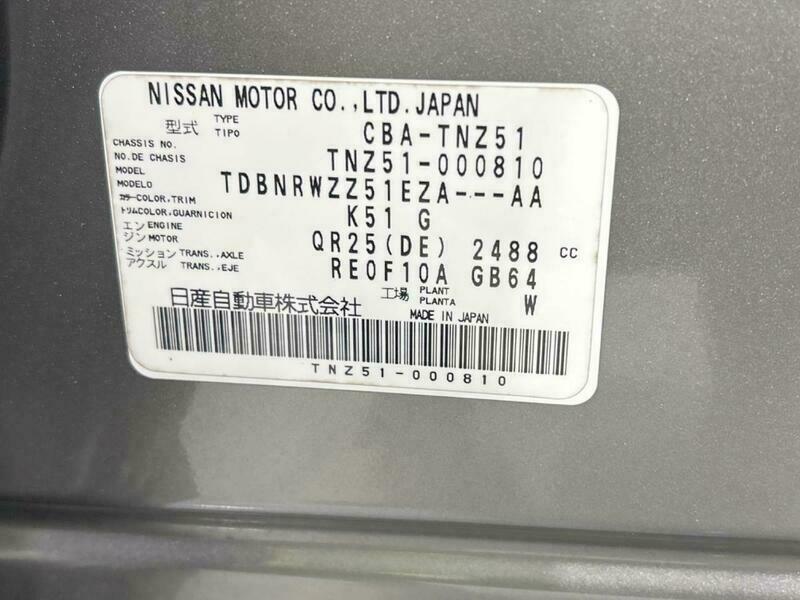 NISSAN MOTOR CO.,LTD.JAPAN
型式 TYPE TIPO CBA-TNZ51
CHASSIS NO. NO.DE CHASIS TNZ51-000810
MODEL MODELO TDBNRWZZ51EZA---AA
カラー COLOR,TRIM トリムCOLOR,GUARNICION K51 G
エンジン ENGINE MOTOR QR25(DE) 2488 CC
ミッション TRANS.,AXLE アクスル TRANS.,EJE RE0F10A GB64
工場 PLANT PLANTA W
日産自動車株式会社 MADE IN JAPAN
TNZ51-000810